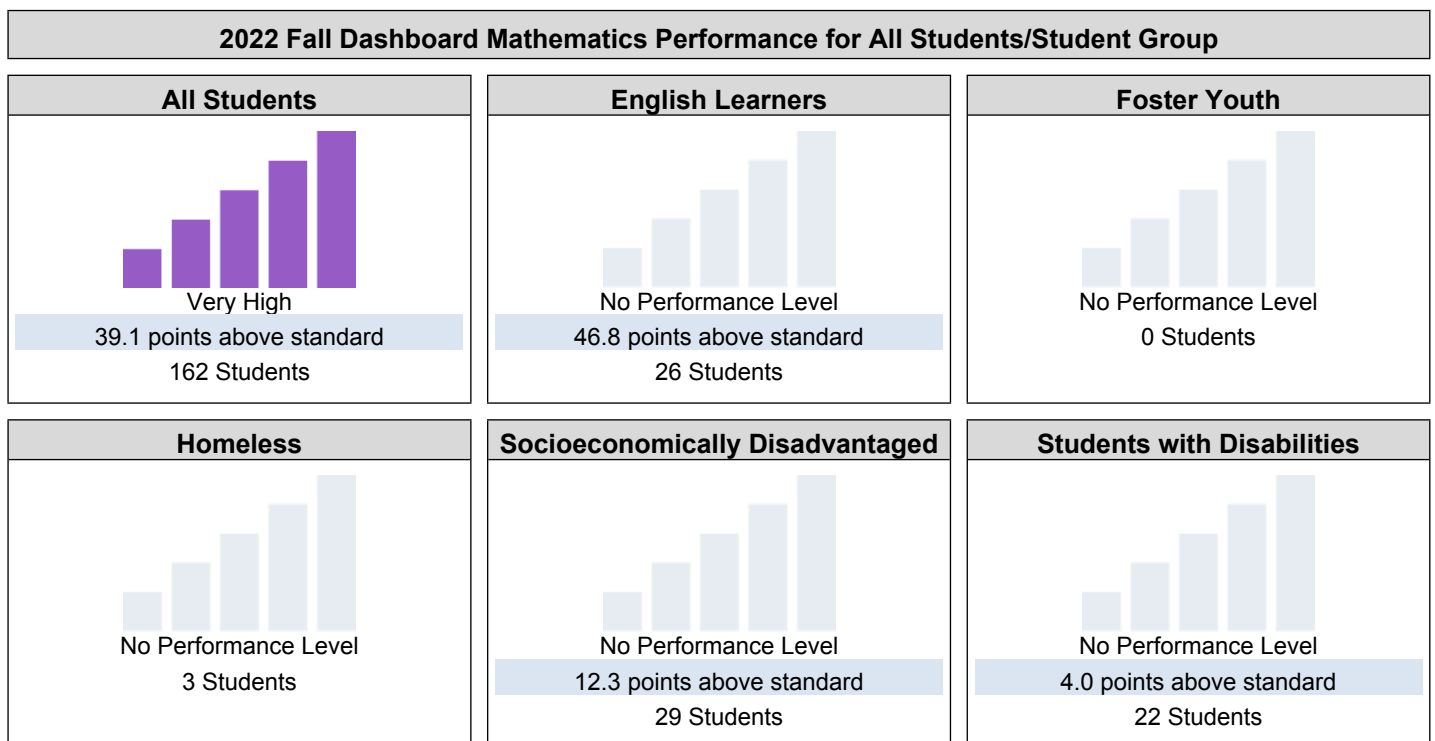 2022 Fall Dashboard Mathematics Performance for All Students/Student Group
All Students
Very High
39.1 points above standard
162 Students
English Learners
No Performance Level
46.8 points above standard
26 Students
Foster Youth
No Performance Level
0 Students
Homeless
No Performance Level
3 Students
Socioeconomically Disadvantaged
No Performance Level
12.3 points above standard
29 Students
Students with Disabilities
No Performance Level
4.0 points above standard
22 Students